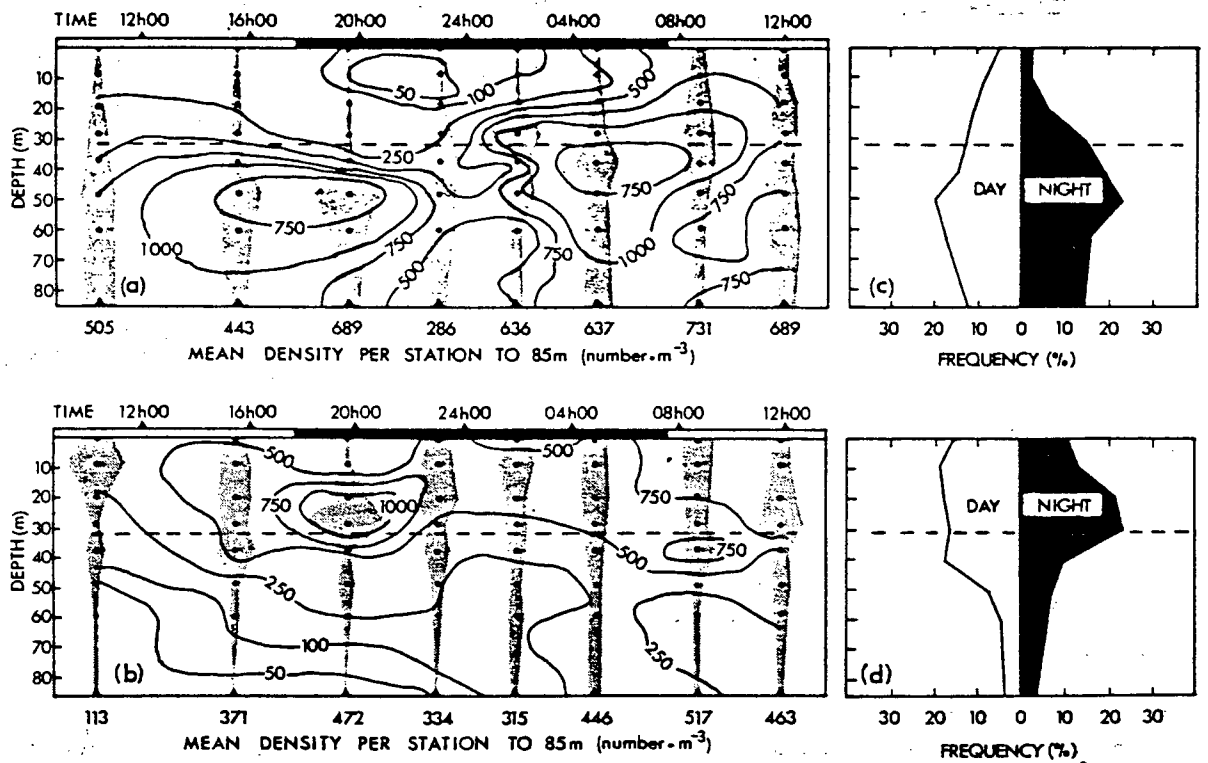 TIME 12h00 16h00 20h00 24h00 04h00 08h00 12h00
DEPTH (m)
10
20
30
40
50
60
70
80
50
100
500
250
750
750
1000
750
500
750
750
1000
750
750
(a)
505 443 689 286 636 637 731 689
MEAN DENSITY PER STATION TO 85m (number•m⁻³)
DAY NIGHT
(c)
30 20 10 0 10 20 30
FREQUENCY (%)
TIME 12h00 16h00 20h00 24h00 04h00 08h00 12h00
DEPTH (m)
10
20
30
40
50
60
70
80
500
500
750
1000
750
500
750
250
100
50
250
(b)
113 371 472 334 315 446 517 463
MEAN DENSITY PER STATION TO 85m (number•m⁻³)
DAY NIGHT
(d)
30 20 10 0 10 20 30
FREQUENCY (%)